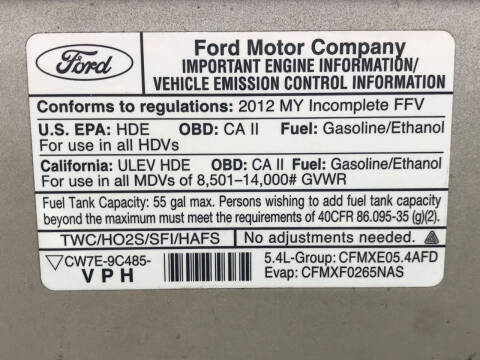 Ford
Ford Motor Company
IMPORTANT ENGINE INFORMATION/
VEHICLE EMISSION CONTROL INFORMATION
Conforms to regulations: 2012 MY Incomplete FFV
U.S. EPA: HDE OBD: CA II Fuel: Gasoline/Ethanol
For use in all HDVs
California: ULEV HDE OBD: CA II Fuel: Gasoline/Ethanol
For use in all MDVs of 8,501–14,000# GVWR
Fuel Tank Capacity: 55 gal max. Persons wishing to add fuel tank capacity
beyond the maximum must meet the requirements of 40CFR 86.095-35 (g)(2).
TWC/HO2S/SFI/HAFS No adjustments needed.
CW7E-9C485-
VPH
5.4L-Group: CFMXE05.4AFD
Evap: CFMXF0265NAS